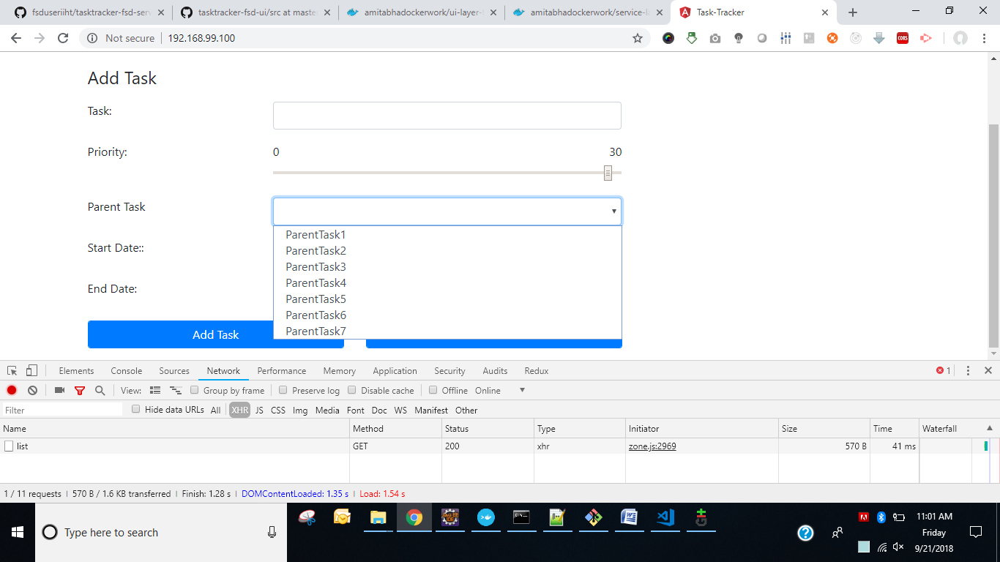 fsduseriiht/tasktracker-fsd-serv
tasktracker-fsd-ui/src at maste
amitabhadockerwork/ui-layer-t
amitabhadockerwork/service-la
Task-Tracker
Not secure | 192.168.99.100
CORS
Add Task
Task:
Priority:
0 30
Parent Task
ParentTask1
ParentTask2
ParentTask3
ParentTask4
ParentTask5
ParentTask6
ParentTask7
Start Date::
End Date:
Add Task
Elements Console Sources Network Performance Memory Application Security Audits Redux 1
View: Group by frame Preserve log Disable cache Offline Online
Filter Hide data URLs All XHR JS CSS Img Media Font Doc WS Manifest Other
Name Method Status Type Initiator Size Time Waterfall
list GET 200 xhr zone.js:2969 570 B 41 ms
1 / 11 requests | 570 B / 1.6 KB transferred | Finish: 1.28 s | DOMContentLoaded: 1.35 s | Load: 1.54 s
Type here to search
11:01 AM
Friday
9/21/2018